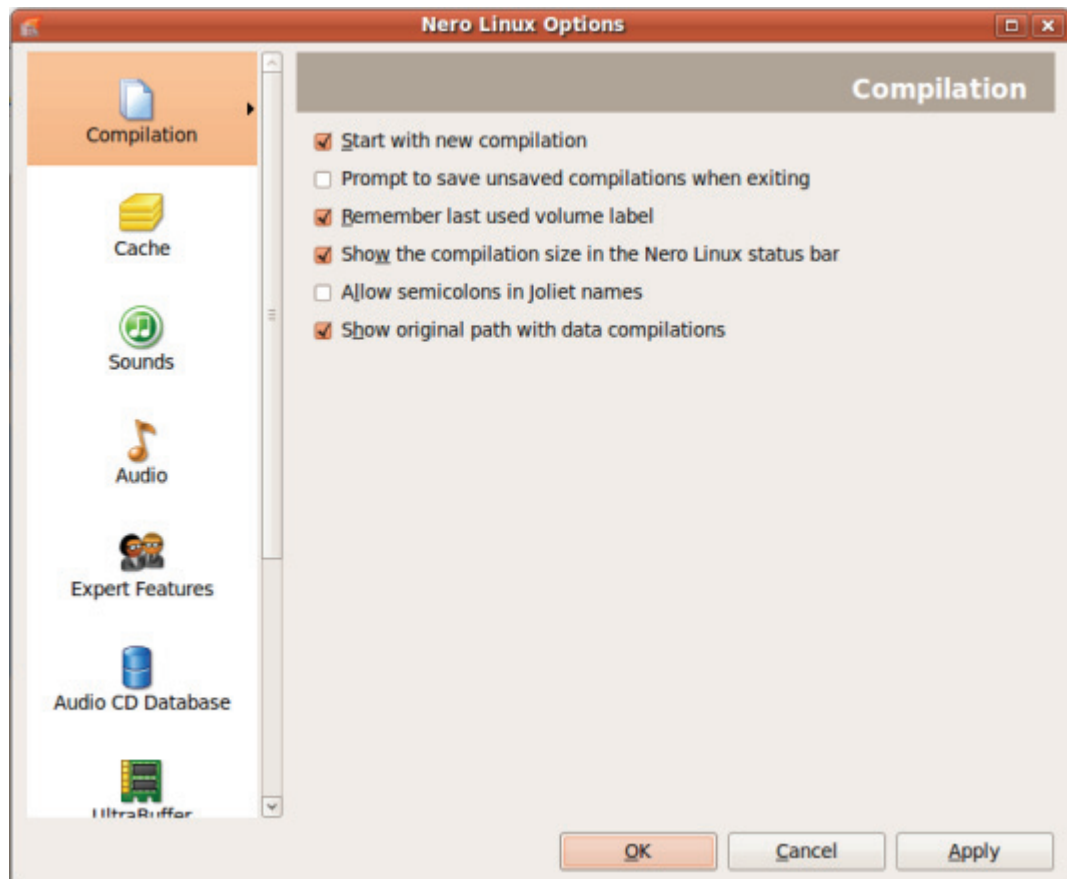 Nero Linux Options
Compilation
Cache
Sounds
Audio
Expert Features
Audio CD Database
UltraBuffer
Compilation
Start with new compilation
Prompt to save unsaved compilations when exiting
Remember last used volume label
Show the compilation size in the Nero Linux status bar
Allow semicolons in Joliet names
Show original path with data compilations
OK
Cancel
Apply